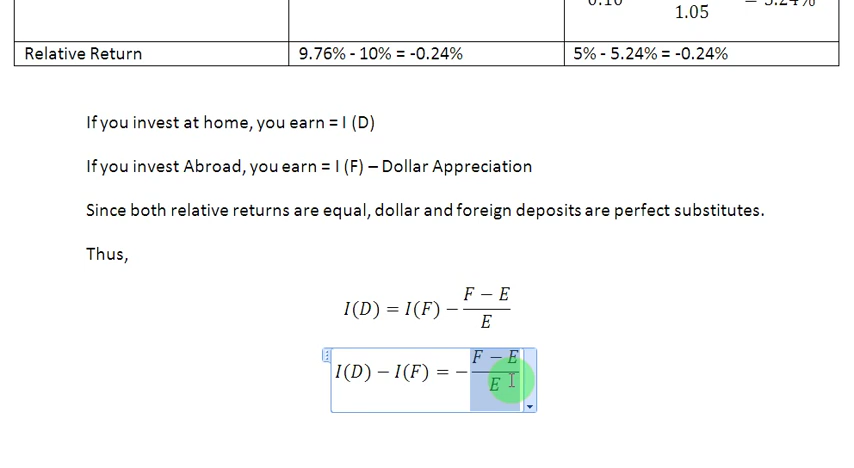 1.05
Relative Return 9.76% - 10% = -0.24% 5% - 5.24% = -0.24%
If you invest at home, you earn = I (D)
If you invest Abroad, you earn = I (F) – Dollar Appreciation
Since both relative returns are equal, dollar and foreign deposits are perfect substitutes.
Thus,
I(D) = I(F) − \frac{F − E}{E}
I(D) − I(F) = − \frac{F − E}{E}